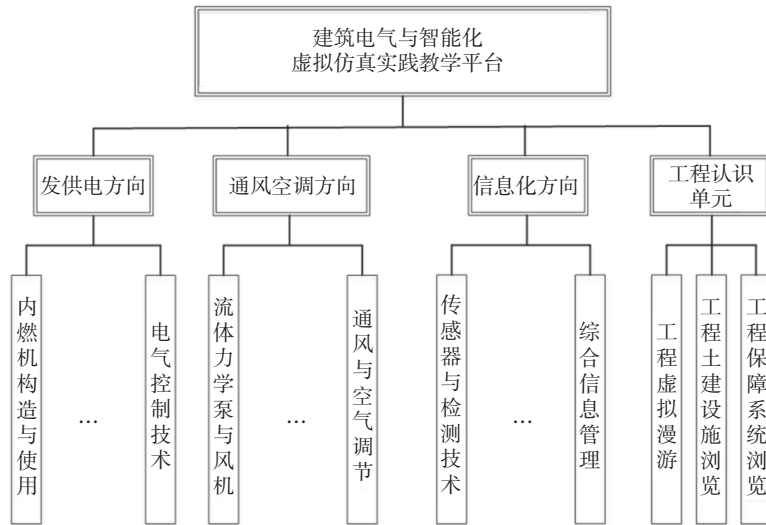 建筑电气与智能化
虚拟仿真实践教学平台
发供电方向
通风空调方向
信息化方向
工程认识
单元
内燃机构造与使用
…
电气控制技术
流体力学泵与风机
…
通风与空气调节
传感器与检测技术
…
综合信息管理
工程虚拟漫游
工程土建设施浏览
工程保障系统浏览